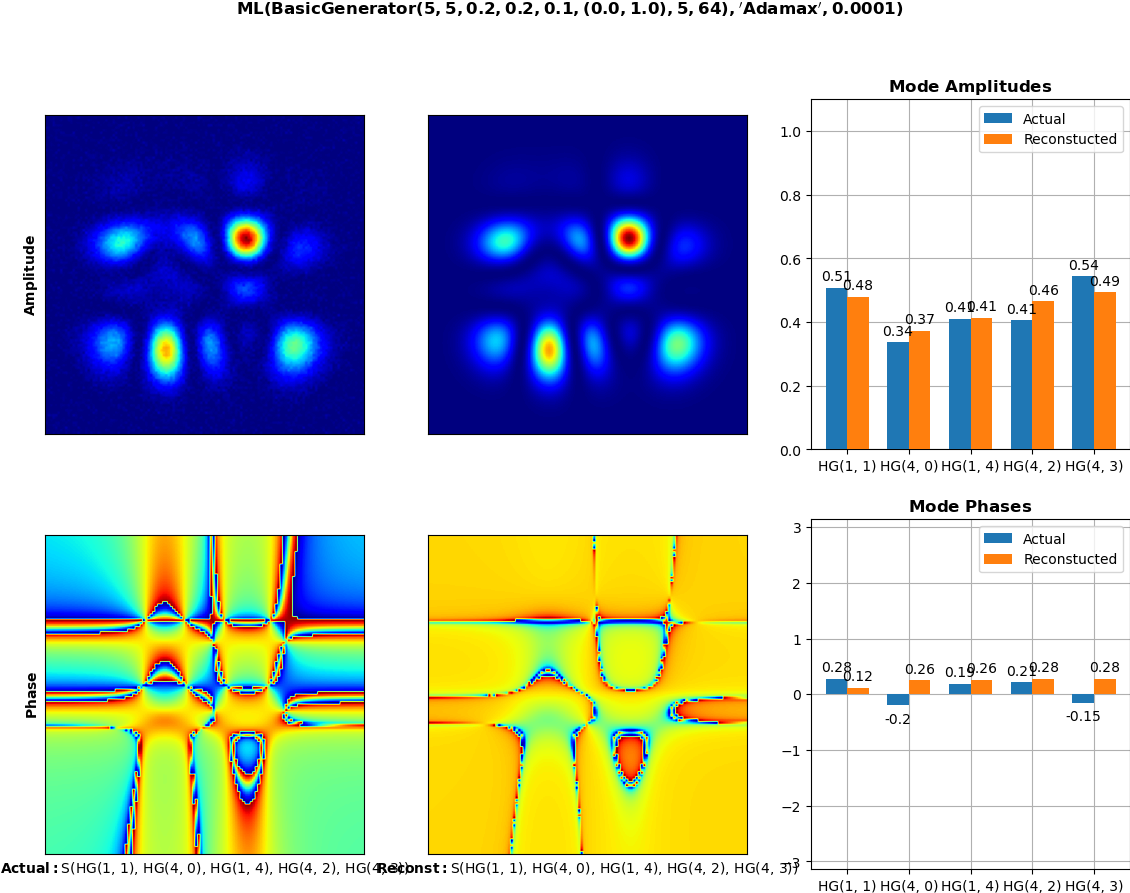 ML(BasicGenerator(5, 5, 0.2, 0.2, 0.1, (0.0, 1.0), 5, 64), 'Adamax', 0.0001)
Amplitude
Mode Amplitudes
Actual
Reconstucted
1.0
0.8
0.6
0.4
0.2
0.0
0.51 0.48 0.34 0.37 0.41 0.41 0.41 0.46 0.54 0.49
HG(1, 1) HG(4, 0) HG(1, 4) HG(4, 2) HG(4, 3)
Phase
Mode Phases
Actual
Reconstucted
3
2
1
0
−1
−2
−3
0.28 0.12 -0.2 0.26 0.19 0.26 0.21 0.28 -0.15 0.28
HG(1, 1) HG(4, 0) HG(1, 4) HG(4, 2) HG(4, 3)
Actual: S(HG(1, 1), HG(4, 0), HG(1, 4), HG(4, 2), HG(4, 3))
Reconst: S(HG(1, 1), HG(4, 0), HG(1, 4), HG(4, 2), HG(4, 3))